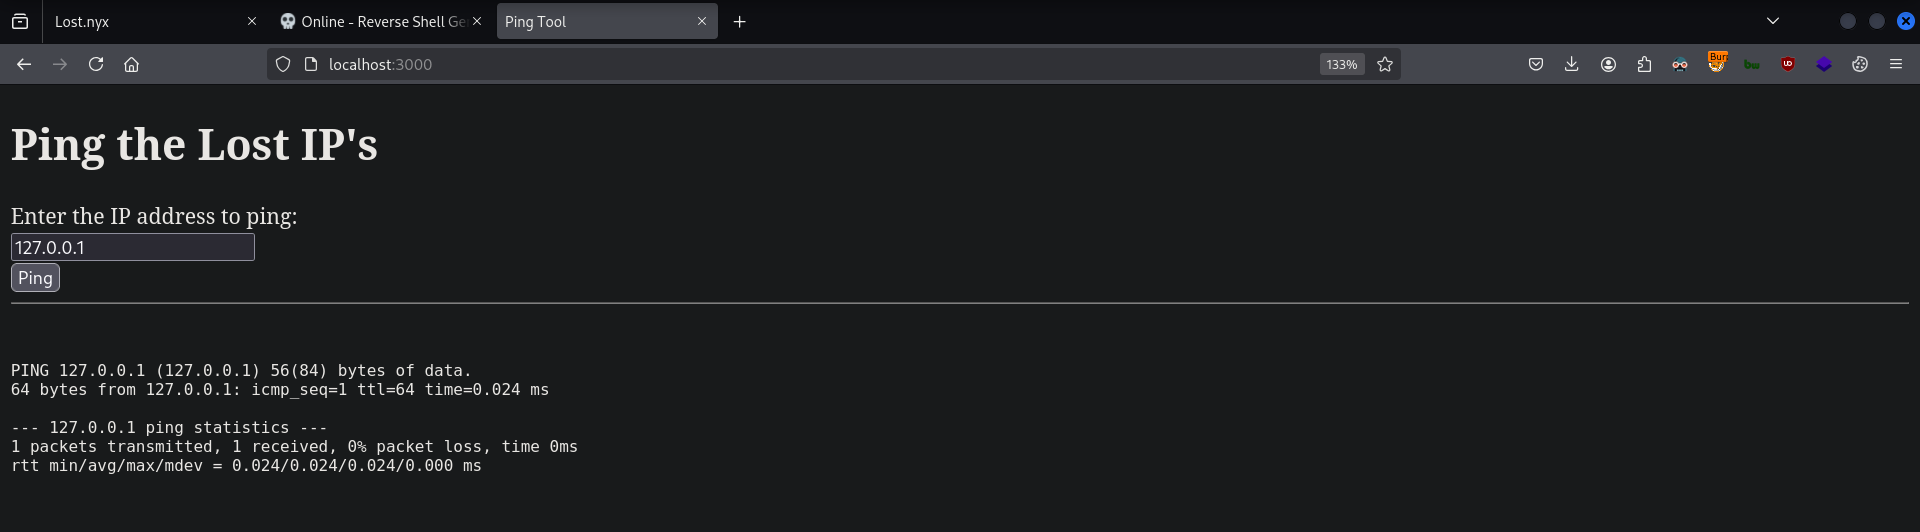 Lost.nyx
Online - Reverse Shell Ge
Ping Tool
localhost:3000
133%
Bur
bw
UD
Ping the Lost IP's
Enter the IP address to ping:
127.0.0.1
Ping
PING 127.0.0.1 (127.0.0.1) 56(84) bytes of data.
64 bytes from 127.0.0.1: icmp_seq=1 ttl=64 time=0.024 ms
--- 127.0.0.1 ping statistics ---
1 packets transmitted, 1 received, 0% packet loss, time 0ms
rtt min/avg/max/mdev = 0.024/0.024/0.024/0.000 ms